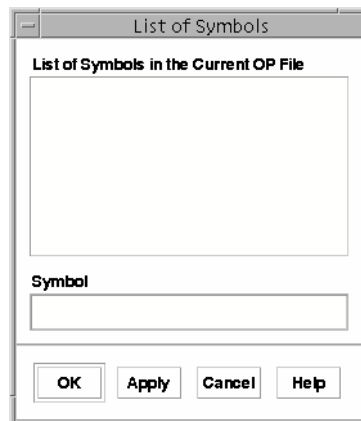 List of Symbols
List of Symbols in the Current OP File
Symbol
OK Apply Cancel Help